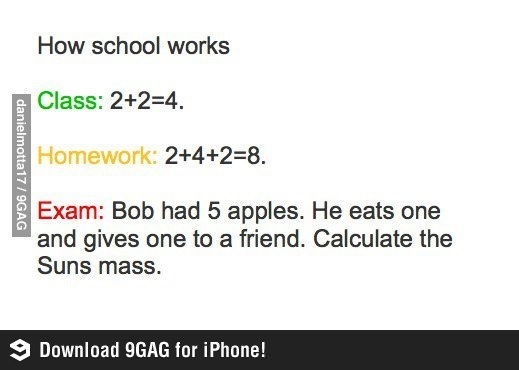 How school works
Class: 2+2=4.
Homework: 2+4+2=8.
Exam: Bob had 5 apples. He eats one
and gives one to a friend. Calculate the
Suns mass.
danielmotta17 / 9GAG
Download 9GAG for iPhone!